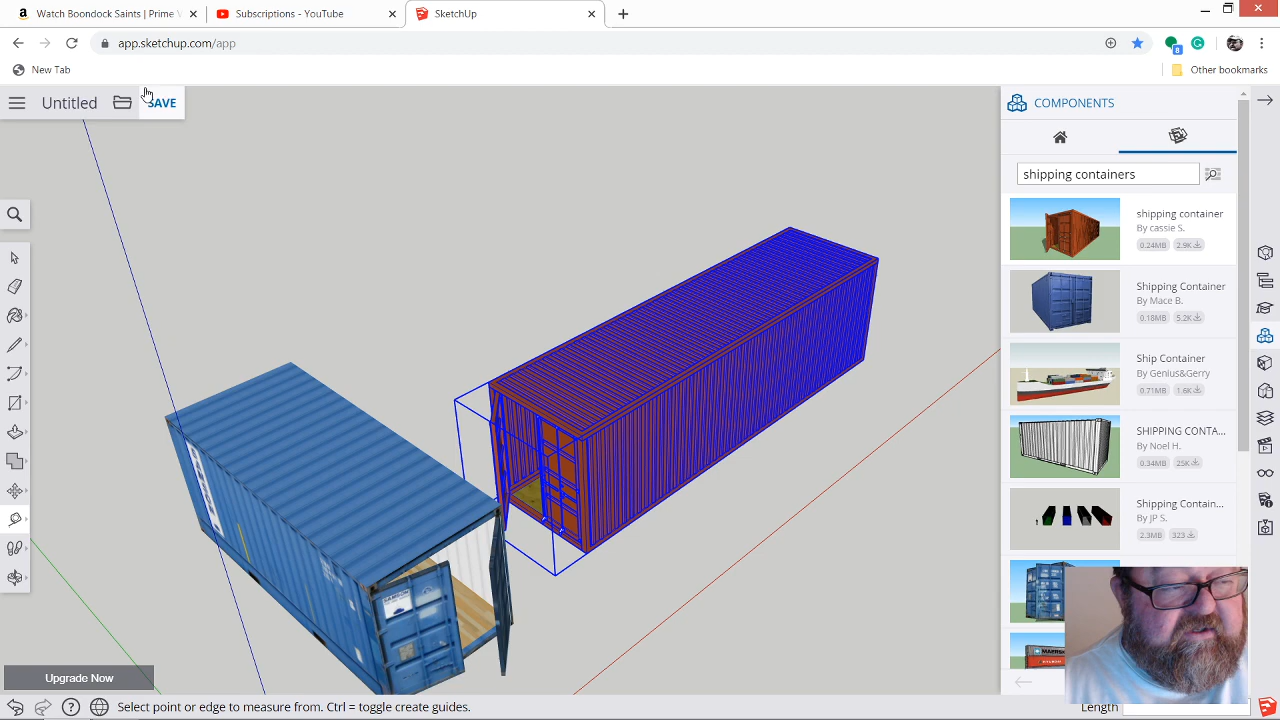 Watch Boondock Saints | Prime V
Subscriptions - YouTube
SketchUp
app.sketchup.com/app
8
New Tab
Other bookmarks
Untitled
SAVE
COMPONENTS
shipping containers
shipping container
By cassie S.
0.24MB 2.9K
Shipping Container
By Mace B.
0.18MB 5.2K
Ship Container
By Genius&Gerry
0.71MB 1.6K
SHIPPING CONTA...
By Noel H.
0.34MB 25K
Shipping Contain...
By JP S.
2.3MB 323
MAERSK
Upgrade Now
Select point or edge to measure from. Ctrl = toggle create guides.
Length